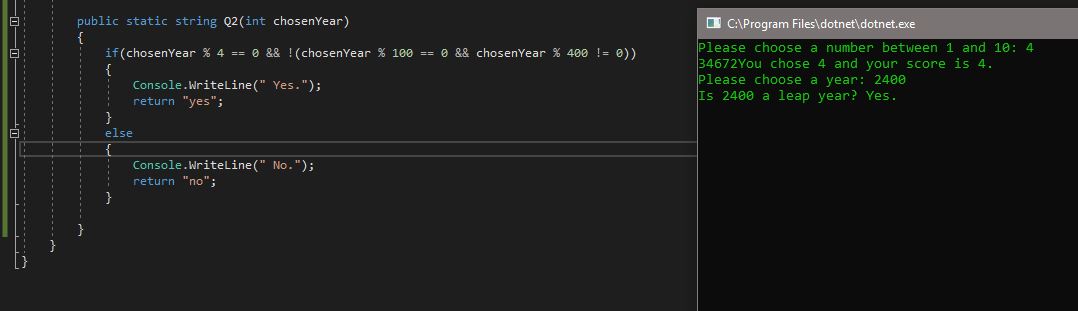 public static string Q2(int chosenYear)
{
if(chosenYear % 4 == 0 && !(chosenYear % 100 == 0 && chosenYear % 400 != 0))
{
Console.WriteLine(" Yes.");
return "yes";
}
else
{
Console.WriteLine(" No.");
return "no";
}
}
}
}
C:\Program Files\dotnet\dotnet.exe
Please choose a number between 1 and 10: 4
34672You chose 4 and your score is 4.
Please choose a year: 2400
Is 2400 a leap year? Yes.